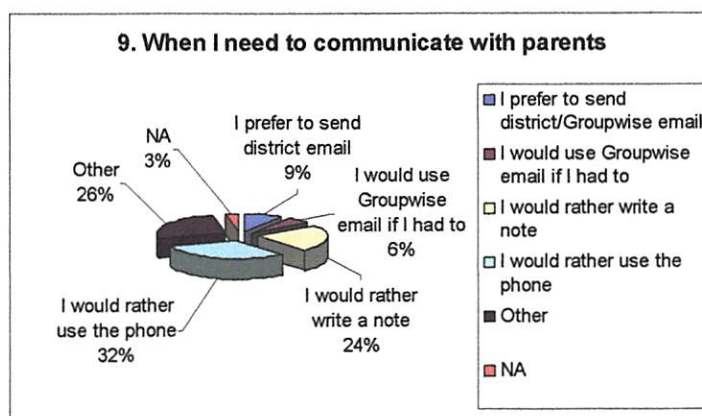 9. When I need to communicate with parents
I prefer to send
district email
9%
I would use
Groupwise
email if I had to
6%
I would rather
write a note
24%
I would rather
use the phone
32%
Other
26%
NA
3%
I prefer to send
district/Groupwise email
I would use Groupwise
email if I had to
I would rather write a
note
I would rather use the
phone
Other
NA